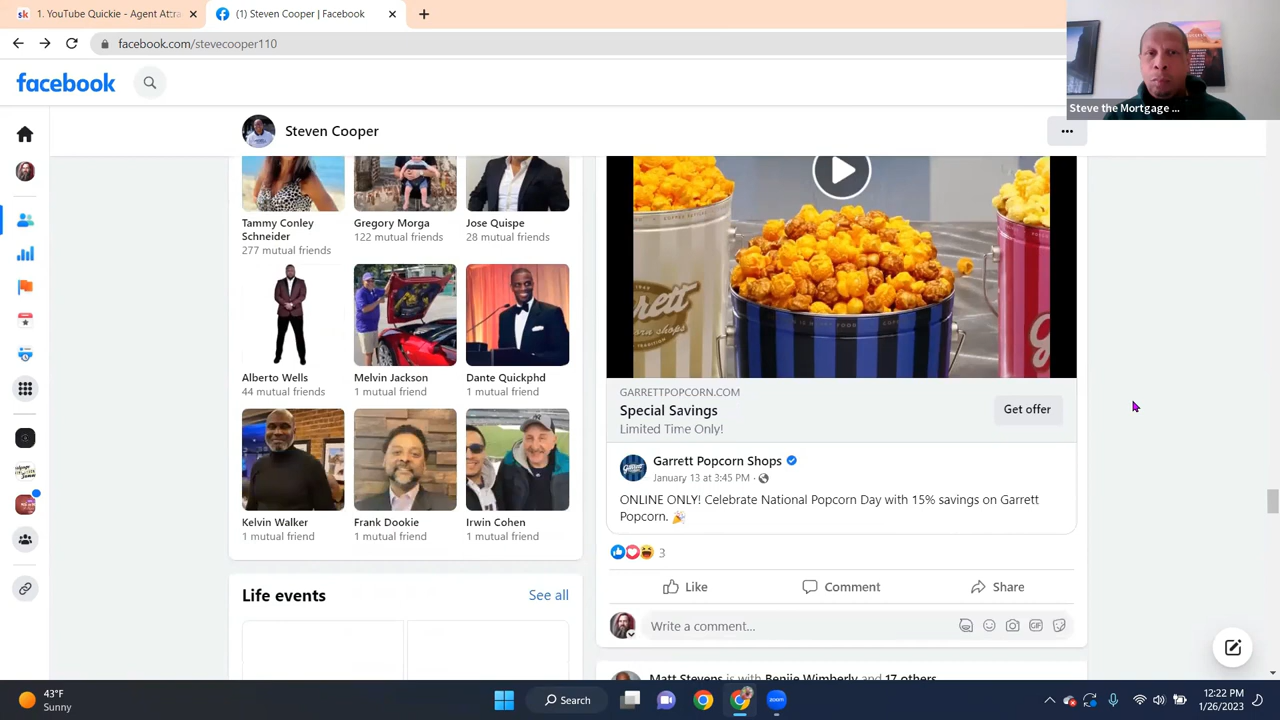 1. YouTube Quickie - Agent Attra
(1) Steven Cooper | Facebook
facebook.com/stevecooper110
facebook
Steve the Mortgage ...
Steven Cooper
Tammy Conley
Schneider
277 mutual friends
Gregory Morga
122 mutual friends
Jose Quispe
28 mutual friends
Alberto Wells
44 mutual friends
Melvin Jackson
1 mutual friend
Dante Quickphd
1 mutual friend
Kelvin Walker
1 mutual friend
Frank Dookie
1 mutual friend
Irwin Cohen
1 mutual friend
Life events
See all
Garrett
GARRETTPOPCORN.COM
Special Savings
Limited Time Only!
Get offer
Garrett Popcorn Shops
January 13 at 3:45 PM
ONLINE ONLY! Celebrate National Popcorn Day with 15% savings on Garrett
Popcorn. 🎉
3
Like
Comment
Share
Write a comment...
GIF
Matt Stevens is with Benjie Wimberly and 17 others
43°F
Sunny
Search
12:22 PM
1/26/2023